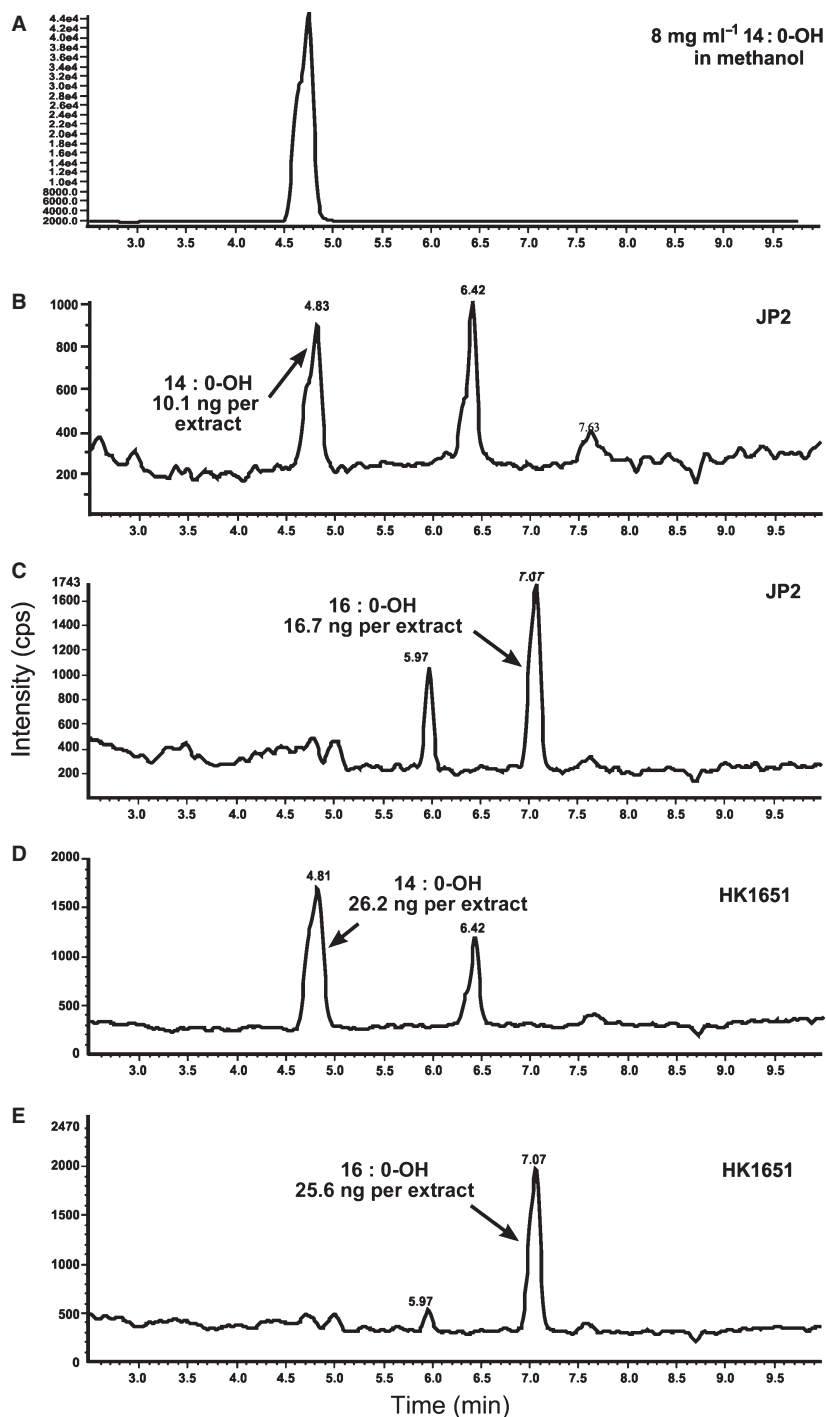 A
4.4e4
4.2e4
4.0e4
3.8e4
3.6e4
3.4e4
3.2e4
3.0e4
2.8e4
2.6e4
2.4e4
2.2e4
2.0e4
1.8e4
1.6e4
1.4e4
1.2e4
1.0e4
8000.0
6000.0
4000.0
2000.0
8 mg ml⁻¹ 14 : 0-OH
in methanol
3.0 3.5 4.0 4.5 5.0 5.5 6.0 6.5 7.0 7.5 8.0 8.5 9.0 9.5
B
1000
800
600
400
200
4.83
6.42
7.63
JP2
14 : 0-OH
10.1 ng per
extract
3.0 3.5 4.0 4.5 5.0 5.5 6.0 6.5 7.0 7.5 8.0 8.5 9.0 9.5
C
1743
1600
1400
1200
1000
800
600
400
200
7.07
JP2
16 : 0-OH
16.7 ng per extract
5.97
3.0 3.5 4.0 4.5 5.0 5.5 6.0 6.5 7.0 7.5 8.0 8.5 9.0 9.5
Intensity (cps)
D
2000
1500
1000
500
0
4.81
14 : 0-OH
26.2 ng per extract
6.42
HK1651
3.0 3.5 4.0 4.5 5.0 5.5 6.0 6.5 7.0 7.5 8.0 8.5 9.0 9.5
E
2470
2000
1500
1000
500
0
7.07
16 : 0-OH
25.6 ng per extract
HK1651
5.97
3.0 3.5 4.0 4.5 5.0 5.5 6.0 6.5 7.0 7.5 8.0 8.5 9.0 9.5
Time (min)